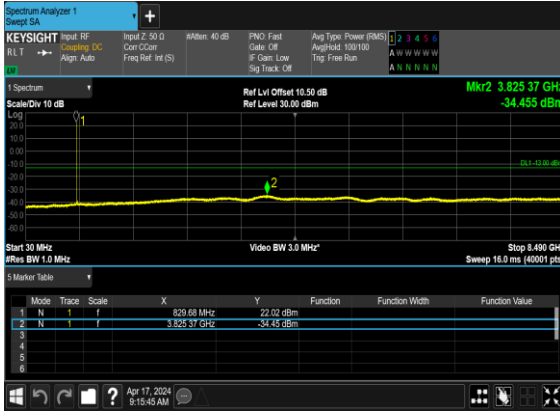 Spectrum Analyzer 1
Swept SA
+
KEYSIGHT Input: RF Input Z: 50 Ω #Atten: 40 dB PNO: Fast Avg Type: Power (RMS) 1 2 3 4 5 6
RLT Coupling: DC Corr CCorr Gate: Off Avg|Hold: 100/100 A W W W W W
Align: Auto Freq Ref: Int (S) IF Gain: Low Trig: Free Run
Sig Track: Off A N N N N N
1 Spectrum Ref Lvl Offset 10.50 dB Mkr2 3.825 37 GHz
Scale/Div 10 dB Ref Level 30.00 dBm -34.455 dBm
Log
20.0 1
10.0
0.00
-10.0 DL1 -13.00 dBm
-20.0
-30.0 2
-40.0
-50.0
-60.0
Start 30 MHz Video BW 3.0 MHz* Stop 8.490 GH
#Res BW 1.0 MHz Sweep 16.0 ms (40001 pts
5 Marker Table
Mode Trace Scale X Y Function Function Width Function Value
1 N 1 f 829.68 MHz 22.02 dBm
2 N 1 f 3.825 37 GHz -34.45 dBm
3
4
5
6
? Apr 17, 2024
9:15:45 AM